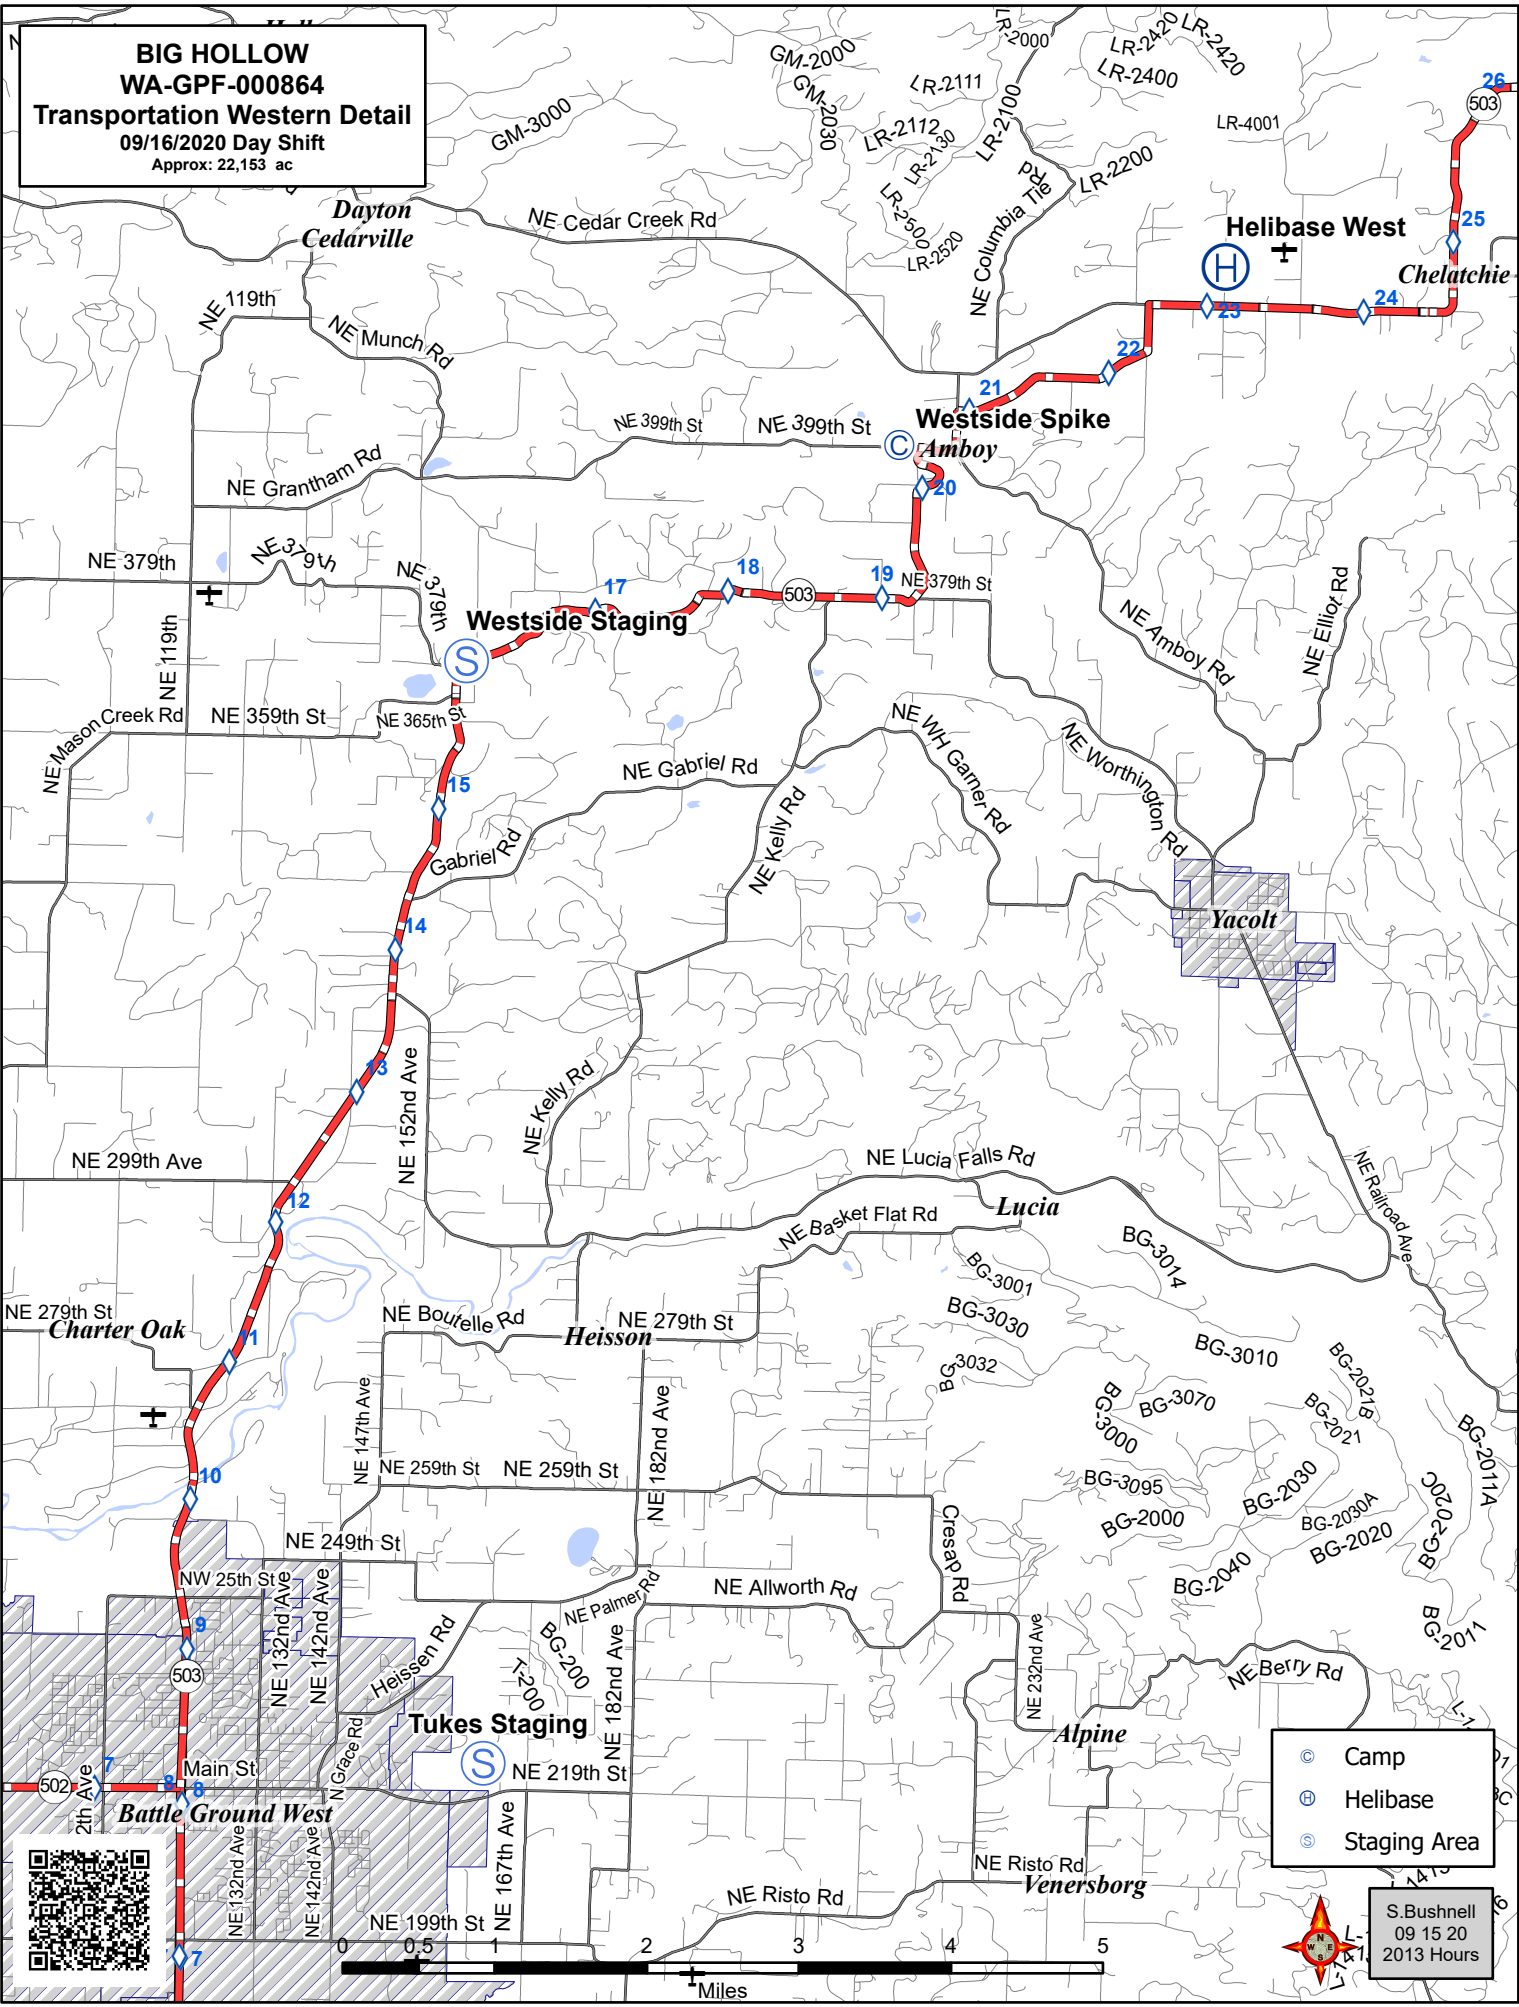 BIG HOLLOW
WA-GPF-000864
Transportation Western Detail
09/16/2020 Day Shift
Approx: 22,153 ac
GM-2000
GM-2030
GM-3000
LR-2000
LR-2111
LR-2112
LR-2130
LR-2100
LR-2420
LR-2420
LR-2400
LR-4001
LR-2200
LR-2500
LR-2520
26
503
Dayton
Cedarville
NE Cedar Creek Rd
NE Columbia Tie Rd
Helibase West
H
25
Chelatchie
24
23
22
21
NE 119th
NE Munch Rd
NE 399th St
NE 399th St
Westside Spike
C
Amboy
20
NE Grantham Rd
NE 379th
NE 379th
NE 379th
17
18
503
19
NE 379th St
Westside Staging
S
NE 119th
NE Amboy Rd
NE Elliot Rd
NE Mason Creek Rd
NE 359th St
NE 365th St
NE WH Garner Rd
NE Worthington Rd
15
NE Gabriel Rd
NE Kelly Rd
Gabriel Rd
14
Yacolt
13
NE 152nd Ave
NE Kelly Rd
NE 299th Ave
12
NE Lucia Falls Rd
Lucia
NE Basket Flat Rd
NE Railroad Ave
BG-3014
BG-3001
BG-3030
BG-3032
BG-3010
NE 279th St
Charter Oak
11
NE Boutelle Rd
Heisson
NE 279th St
BG-3070
BG-3000
BG-2021B
BG-2021
BG-2011A
NE 147th Ave
NE 259th St
NE 259th St
NE 182nd Ave
10
BG-3095
BG-2000
BG-2030
BG-2030A
BG-2020
BG-2020C
BG-2040
BG-2011
Cresap Rd
NE 249th St
NW 25th St
NE 132nd Ave
NE 142nd Ave
NE Allworth Rd
NE Palmer Rd
9
503
Heissen Rd
BG-200
T-200
NE 182nd Ave
NE 232nd Ave
NE Berry Rd
Alpine
Tukes Staging
S
NE 219th St
Main St
N Grace Rd
502
7
8
8
Battle Ground West
NE 132nd Ave
NE 142nd Ave
NE 167th Ave
NE 199th St
NE Risto Rd
NE Risto Rd
Venersborg
7
0 0.5 1 2 3 4 5
Miles
C Camp
H Helibase
S Staging Area
N
W E
S
S.Bushnell
09 15 20
2013 Hours